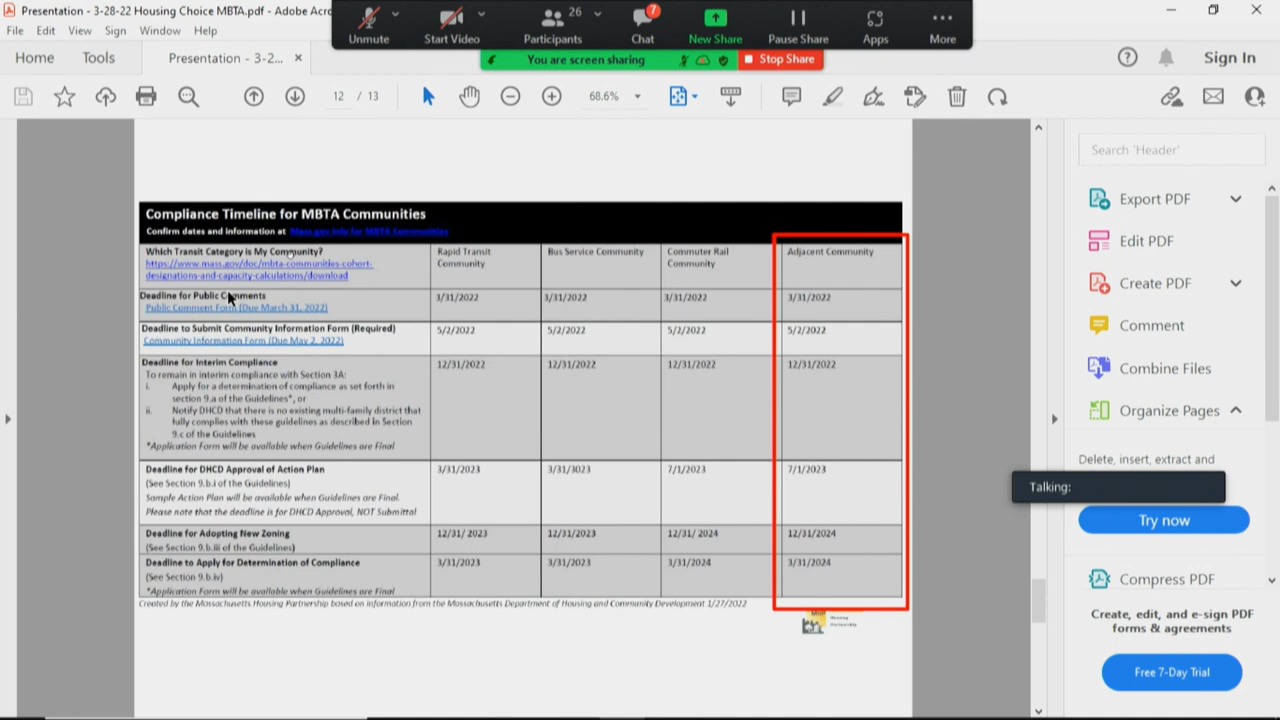 Presentation - 3-28-22 Housing Choice MBTA.pdf - Adobe Acro
File Edit View Sign Window Help
Unmute
Start Video
26
Participants
7
Chat
New Share
Pause Share
Apps
More
You are screen sharing
Stop Share
Home
Tools
Presentation - 3-2... ×
Sign In
12 / 13
68.6%
Compliance Timeline for MBTA Communities
Confirm dates and information at Mass.gov info for MBTA Communities
Which Transit Category is My Community?
https://www.mass.gov/doc/mbta-communities-cohort-
designations-and-capacity-calculations/download
Rapid Transit
Community
Bus Service Community
Commuter Rail
Community
Adjacent Community
Deadline for Public Comments
Public Comment Form (Due March 31, 2022)
3/31/2022
3/31/2022
3/31/2022
3/31/2022
Deadline to Submit Community Information Form (Required)
Community Information Form (Due May 2, 2022)
5/2/2022
5/2/2022
5/2/2022
5/2/2022
Deadline for Interim Compliance
To remain in interim compliance with Section 3A:
i. Apply for a determination of compliance as set forth in
section 9.a of the Guidelines*, or
ii. Notify DHCD that there is no existing multi-family district that
fully complies with these guidelines as described in Section
9.c of the Guidelines
*Application Form will be available when Guidelines are Final
12/31/2022
12/31/2022
12/31/2022
12/31/2022
Deadline for DHCD Approval of Action Plan
(See Section 9.b.i of the Guidelines)
Sample Action Plan will be available when Guidelines are Final.
Please note that the deadline is for DHCD Approval, NOT Submittal
3/31/2023
3/31/3023
7/1/2023
7/1/2023
Deadline for Adopting New Zoning
(See Section 9.b.iii of the Guidelines)
12/31/ 2023
12/31/2023
12/31/ 2024
12/31/2024
Deadline to Apply for Determination of Compliance
(See Section 9.b.iv)
*Application Form will be available when Guidelines are Final
3/31/2023
3/31/2023
3/31/2024
3/31/2024
Created by the Massachusetts Housing Partnership based on information from the Massachusetts Department of Housing and Community Development 1/27/2022
Housing
Partnership
Search 'Header'
Export PDF
Edit PDF
Create PDF
Comment
Combine Files
Organize Pages
Delete, insert, extract and
Talking:
Try now
Compress PDF
Create, edit, and e-sign PDF
forms & agreements
Free 7-Day Trial